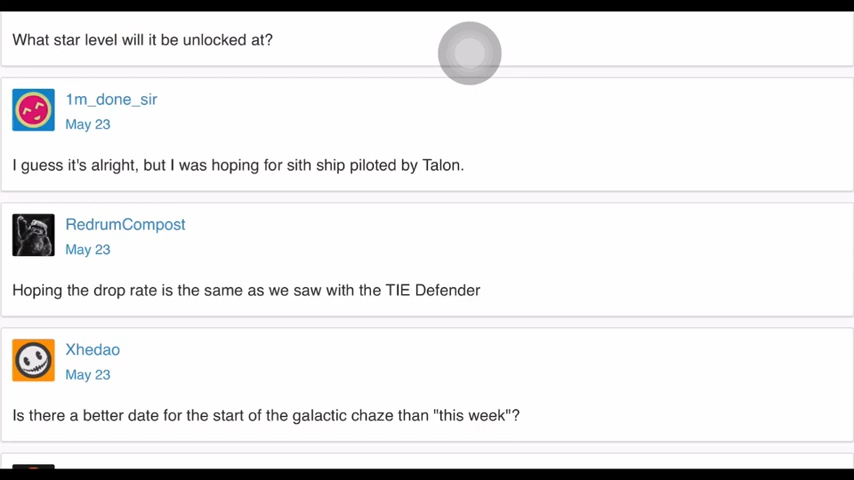 What star level will it be unlocked at?
1m_done_sir
May 23
I guess it's alright, but I was hoping for sith ship piloted by Talon.
RedrumCompost
May 23
Hoping the drop rate is the same as we saw with the TIE Defender
Xhedao
May 23
Is there a better date for the start of the galactic chaze than "this week"?